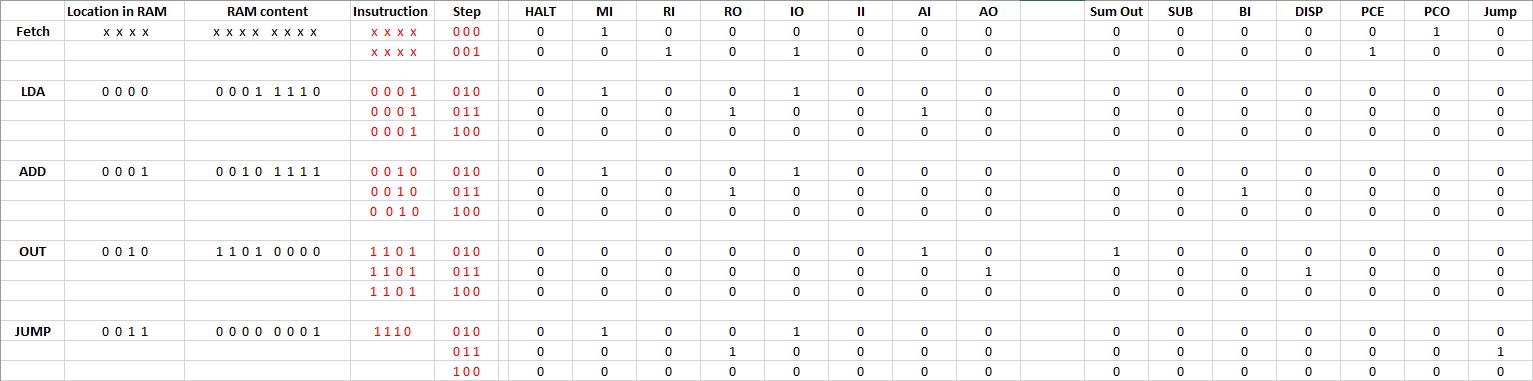 Location in RAM RAM content Insutruction Step HALT MI RI RO IO II AI AO Sum Out SUB BI DISP PCE PCO Jump
Fetch x x x x x x x x x x x x x x x x 0 0 0 0 1 0 0 0 0 0 0 0 0 0 0 0 1 0
x x x x 0 0 1 0 0 1 0 1 0 0 0 0 0 0 0 1 0 0
LDA 0 0 0 0 0 0 0 1 1 1 1 0 0 0 0 1 0 1 0 0 1 0 0 1 0 0 0 0 0 0 0 0 0 0
0 0 0 1 0 1 1 0 0 0 1 0 0 1 0 0 0 0 0 0 0 0
0 0 0 1 1 0 0 0 0 0 0 0 0 0 0 0 0 0 0 0 0 0
ADD 0 0 0 1 0 0 1 0 1 1 1 1 0 0 1 0 0 1 0 0 1 0 0 1 0 0 0 0 0 0 0 0 0 0
0 0 1 0 0 1 1 0 0 0 1 0 0 0 0 0 0 1 0 0 0 0
0 0 1 0 1 0 0 0 0 0 0 0 0 0 0 0 0 0 0 0 0 0
OUT 0 0 1 0 1 1 0 1 0 0 0 0 1 1 0 1 0 1 0 0 0 0 0 0 0 1 0 1 0 0 0 0 0 0
1 1 0 1 0 1 1 0 0 0 0 0 0 0 1 0 0 0 1 0 0 0
1 1 0 1 1 0 0 0 0 0 0 0 0 0 0 0 0 0 0 0 0 0
JUMP 0 0 1 1 0 0 0 0 0 0 0 1 1 1 1 0 0 1 0 0 1 0 0 1 0 0 0 0 0 0 0 0 0 0
0 1 1 0 0 0 1 0 0 0 0 0 0 0 0 0 0 1
1 0 0 0 0 0 0 0 0 0 0 0 0 0 0 0 0 0